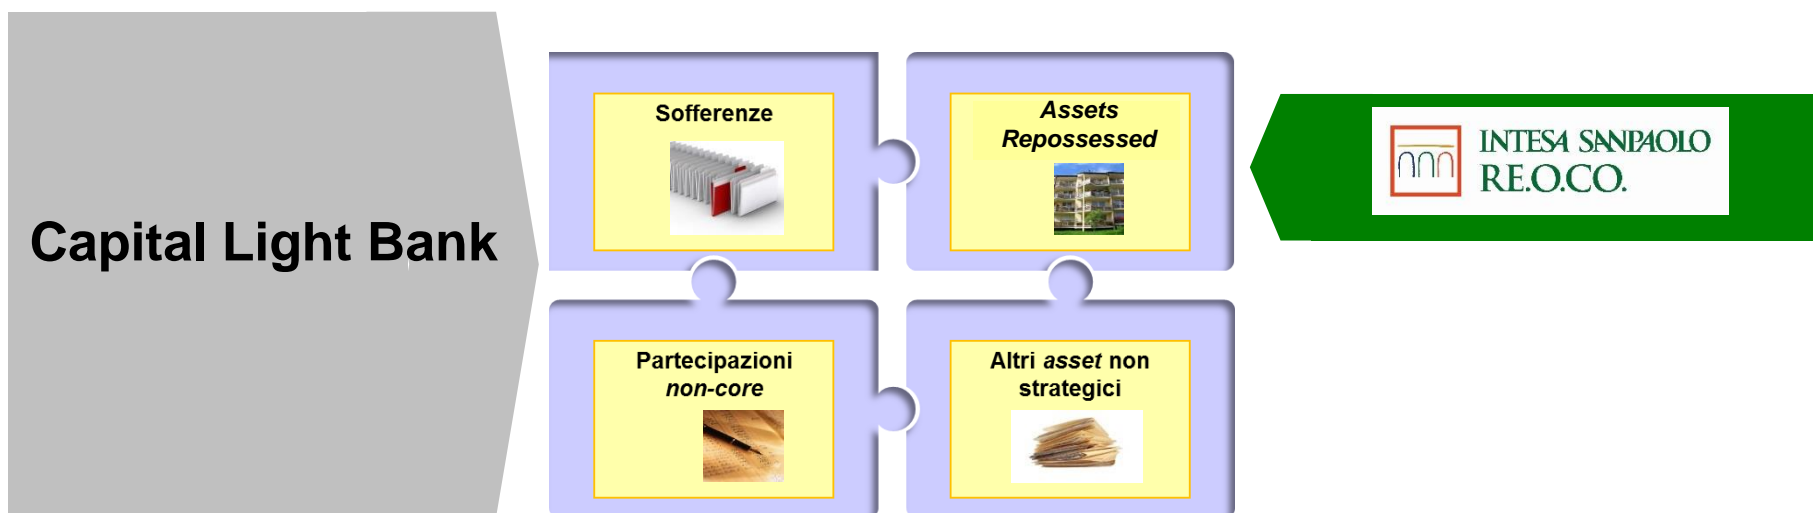 Capital Light Bank
Sofferenze
Assets
Repossessed
Partecipazioni
non-core
Altri asset non
strategici
INTESA SANPAOLO
RE.O.CO.